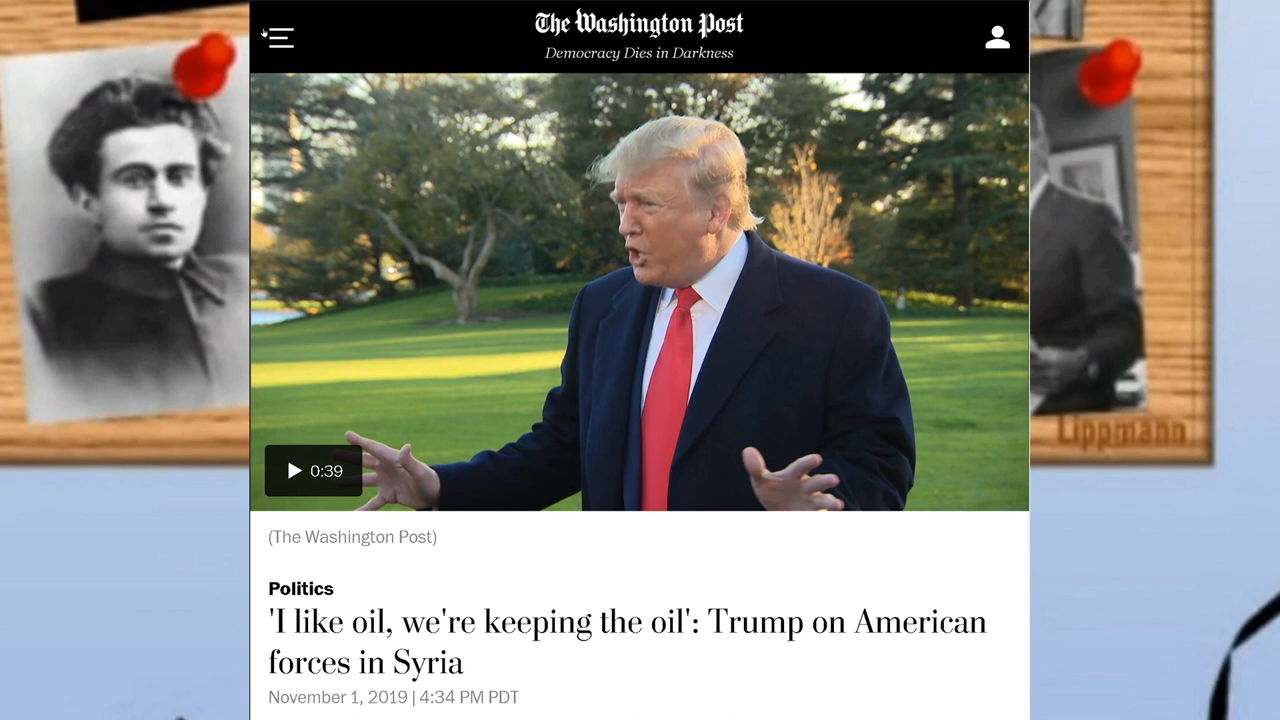 The Washington Post
Democracy Dies in Darkness
0:39
Lippmann
(The Washington Post)
Politics
'I like oil, we're keeping the oil': Trump on American
forces in Syria
November 1, 2019 | 4:34 PM PDT